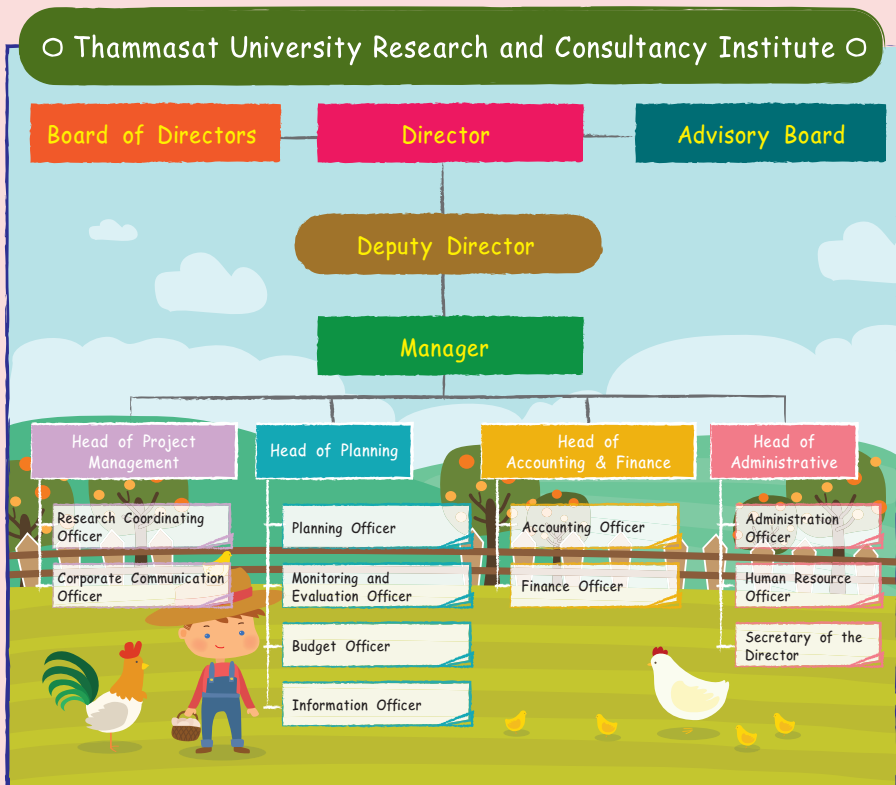 Thammasat University Research and Consultancy Institute
Board of Directors
Director
Advisory Board
Deputy Director
Manager
Head of Project
Management
Research Coordinating
Officer
Corporate Communication
Officer
Head of Planning
Planning Officer
Monitoring and
Evaluation Officer
Budget Officer
Information Officer
Head of
Accounting & Finance
Accounting Officer
Finance Officer
Head of
Administrative
Administration
Officer
Human Resource
Officer
Secretary of the
Director